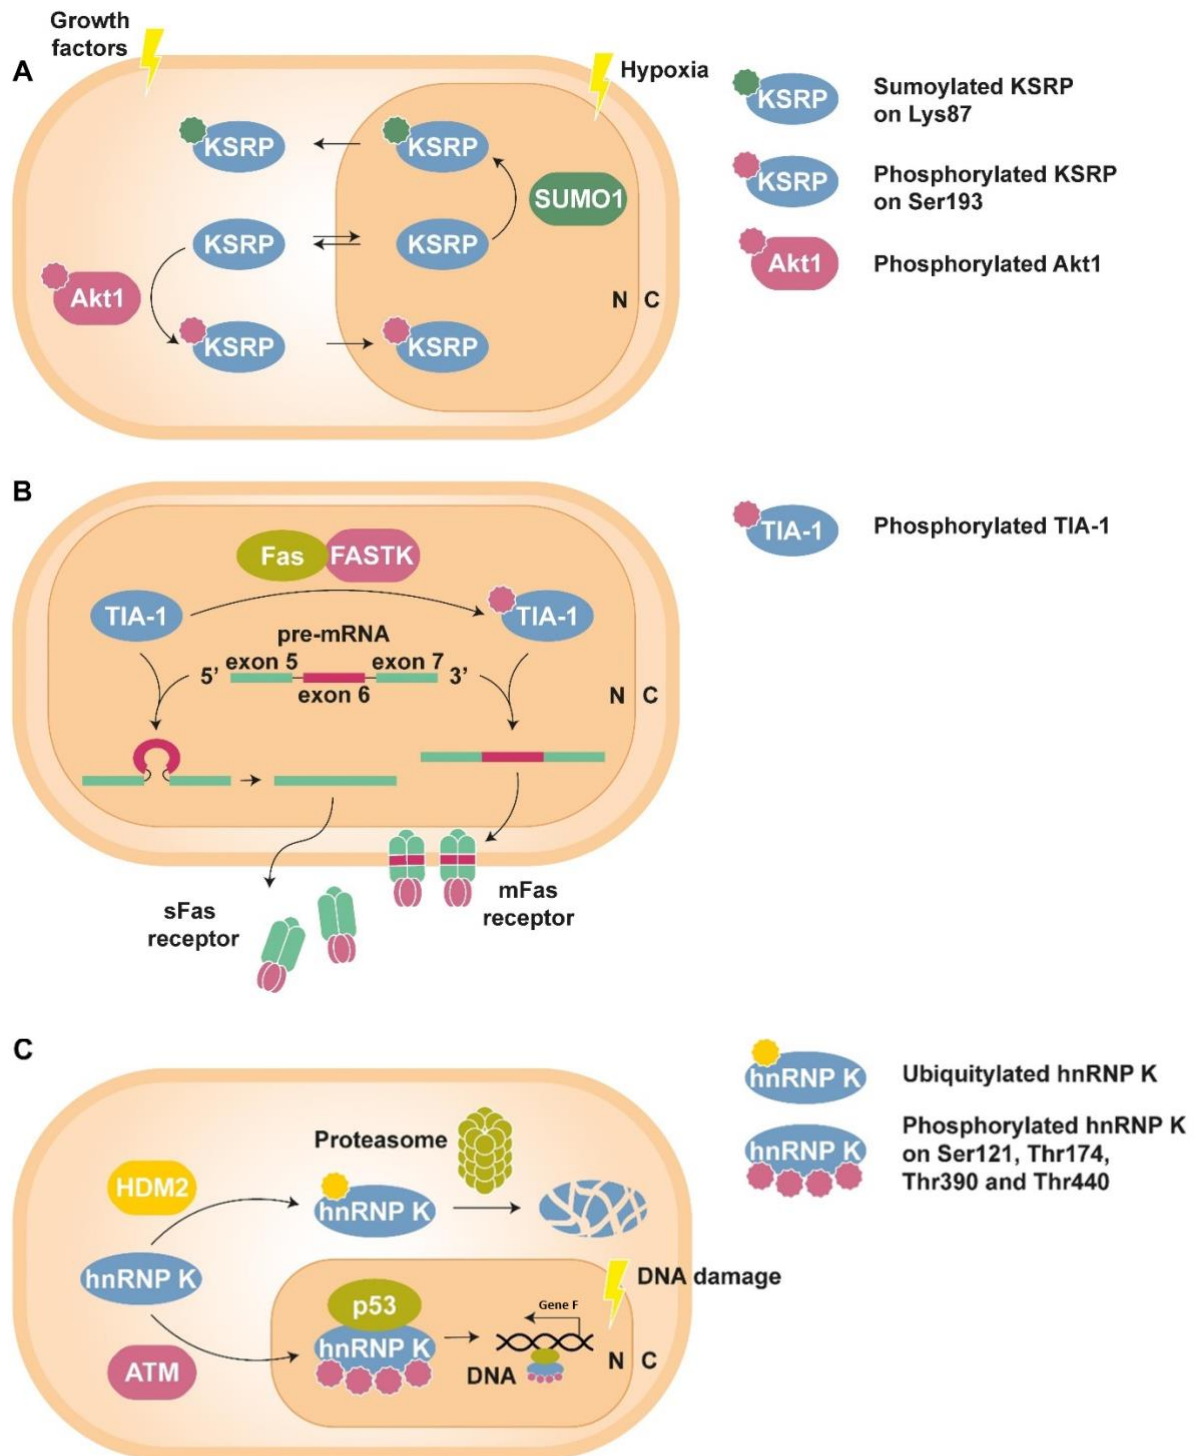 Growth
factors
A
Hypoxia
KSRP
KSRP
SUMO1
KSRP
KSRP
Akt1
KSRP
KSRP
N C
KSRP
Sumoylated KSRP
on Lys87
KSRP
Phosphorylated KSRP
on Ser193
Akt1
Phosphorylated Akt1
B
Fas
FASTK
TIA-1
TIA-1
pre-mRNA
5’ exon 5
exon 7 3’
exon 6
N C
sFas
receptor
mFas
receptor
TIA-1
Phosphorylated TIA-1
C
Proteasome
HDM2
hnRNP K
hnRNP K
DNA damage
p53
hnRNP K
Gene F
DNA
ATM
N C
hnRNP K
Ubiquitylated hnRNP K
hnRNP K
Phosphorylated hnRNP K
on Ser121, Thr174,
Thr390 and Thr440